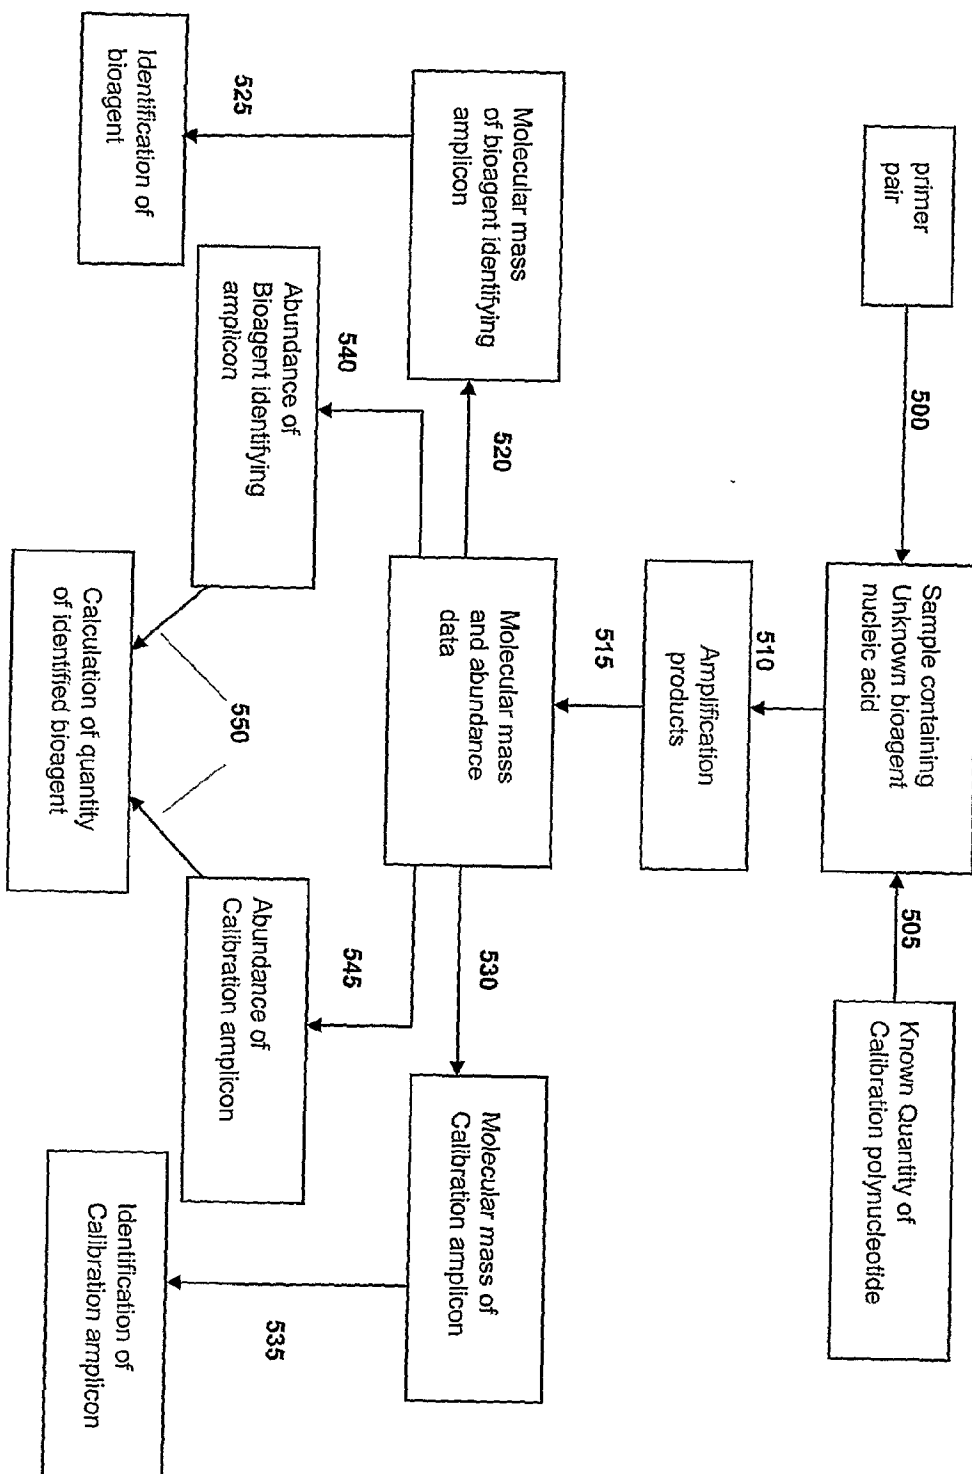 primer
pair
500
Sample containing
Unknown bioagent
nucleic acid
505
Known Quantity of
Calibration polynucleotide
510
Amplification
products
515
Molecular mass
of bioagent identifying
amplicon
520
Molecular mass
and abundance
data
530
Molecular mass of
Calibration amplicon
525
540
545
535
Identification of
bioagent
Abundance of
Bioagent identifying
amplicon
550
Abundance of
Calibration amplicon
Identification of
Calibration amplicon
Calculation of quantity
of identified bioagent